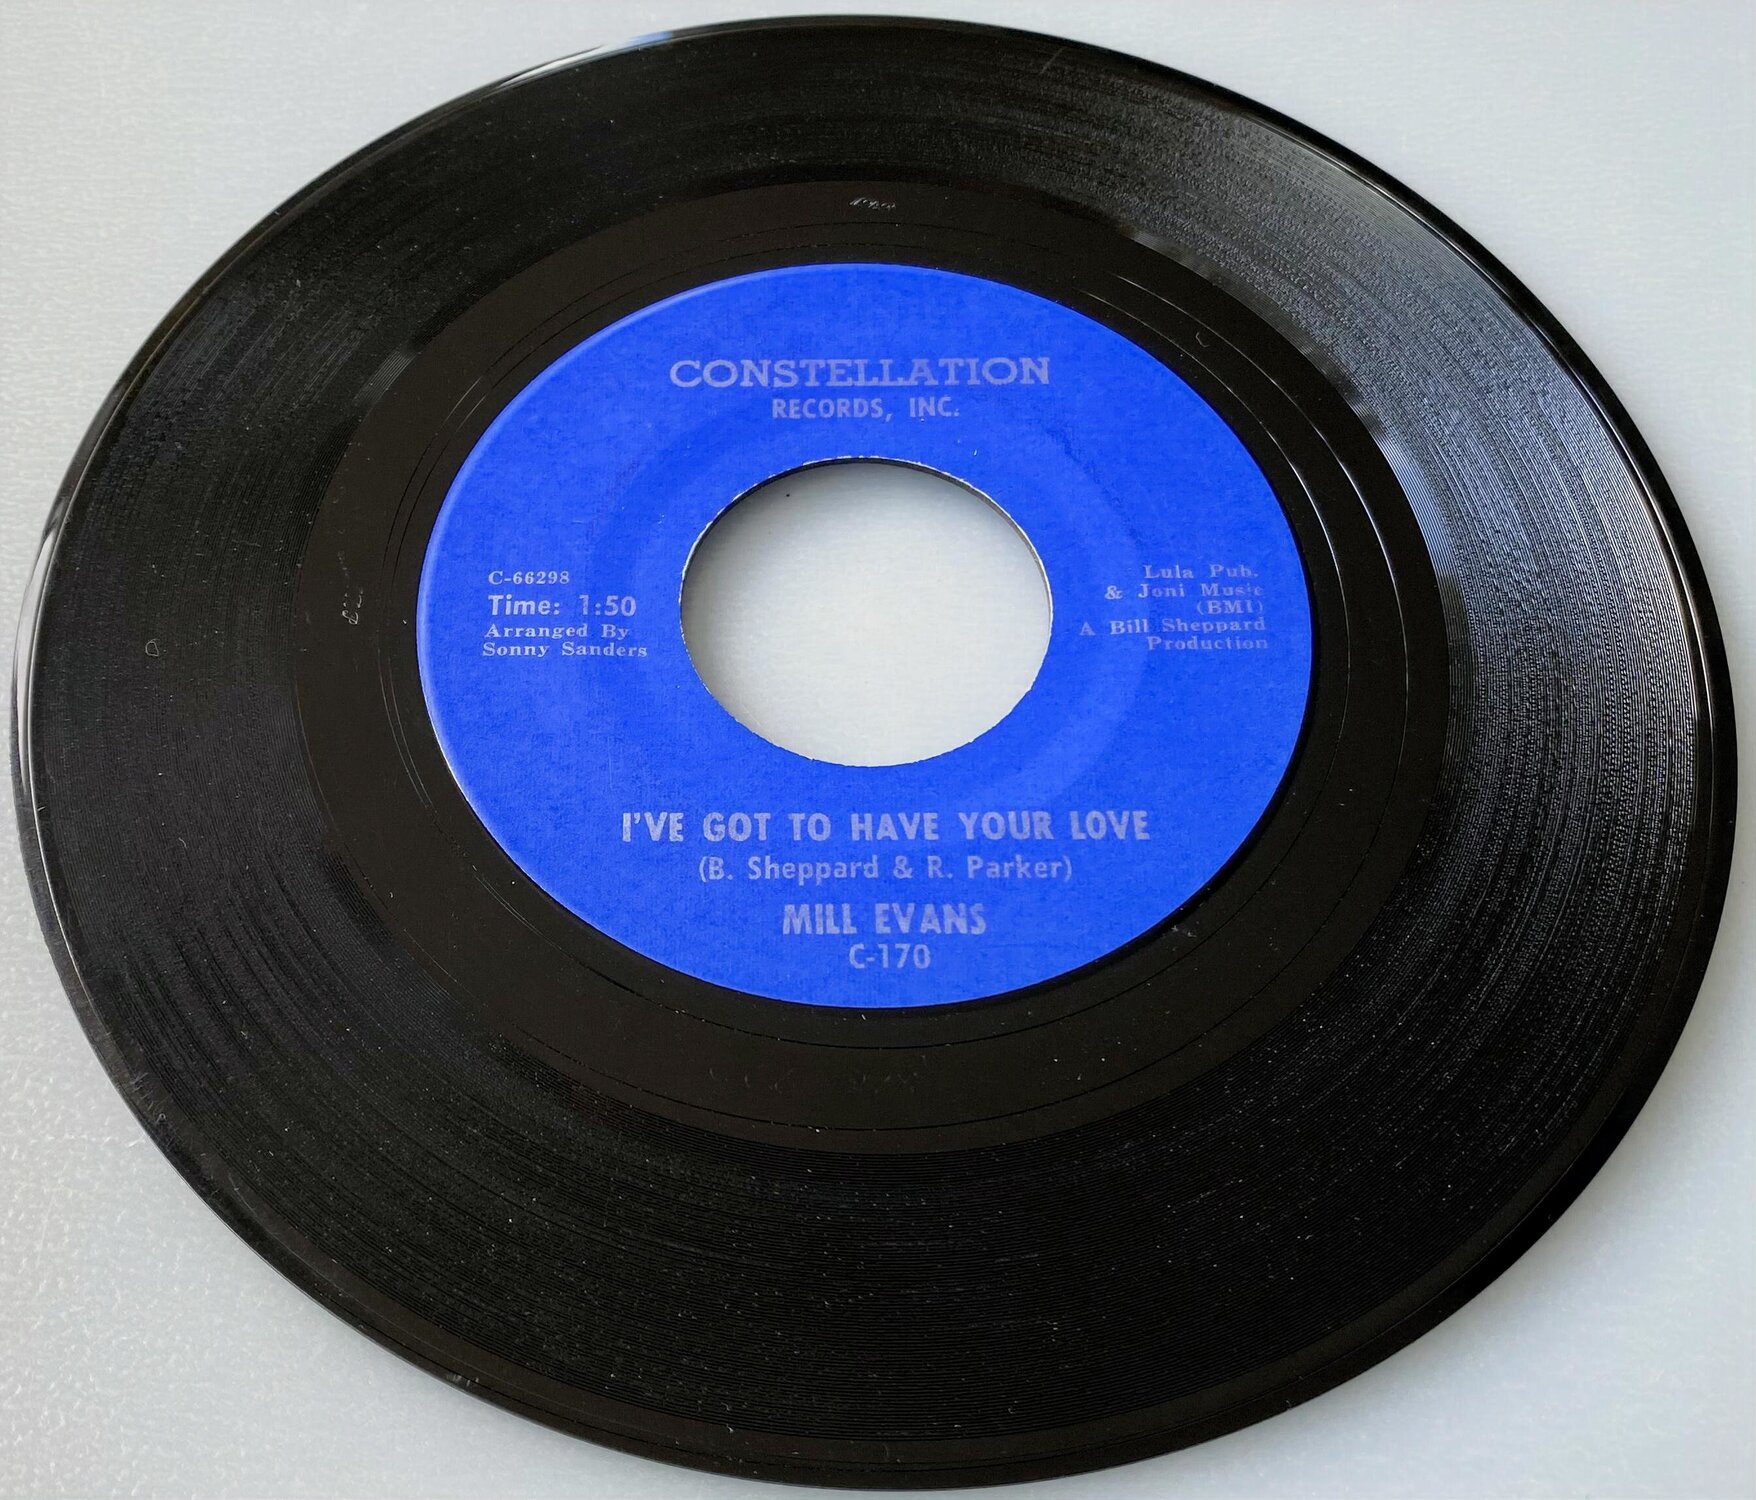 CONSTELLATION
RECORDS, INC.
C-66298
Time: 1:50
Arranged By
Sonny Sanders
Lula Pub.
& Joni Music
(BMI)
A Bill Sheppard
Production
I'VE GOT TO HAVE YOUR LOVE
(B. Sheppard & R. Parker)
MILL EVANS
C-170